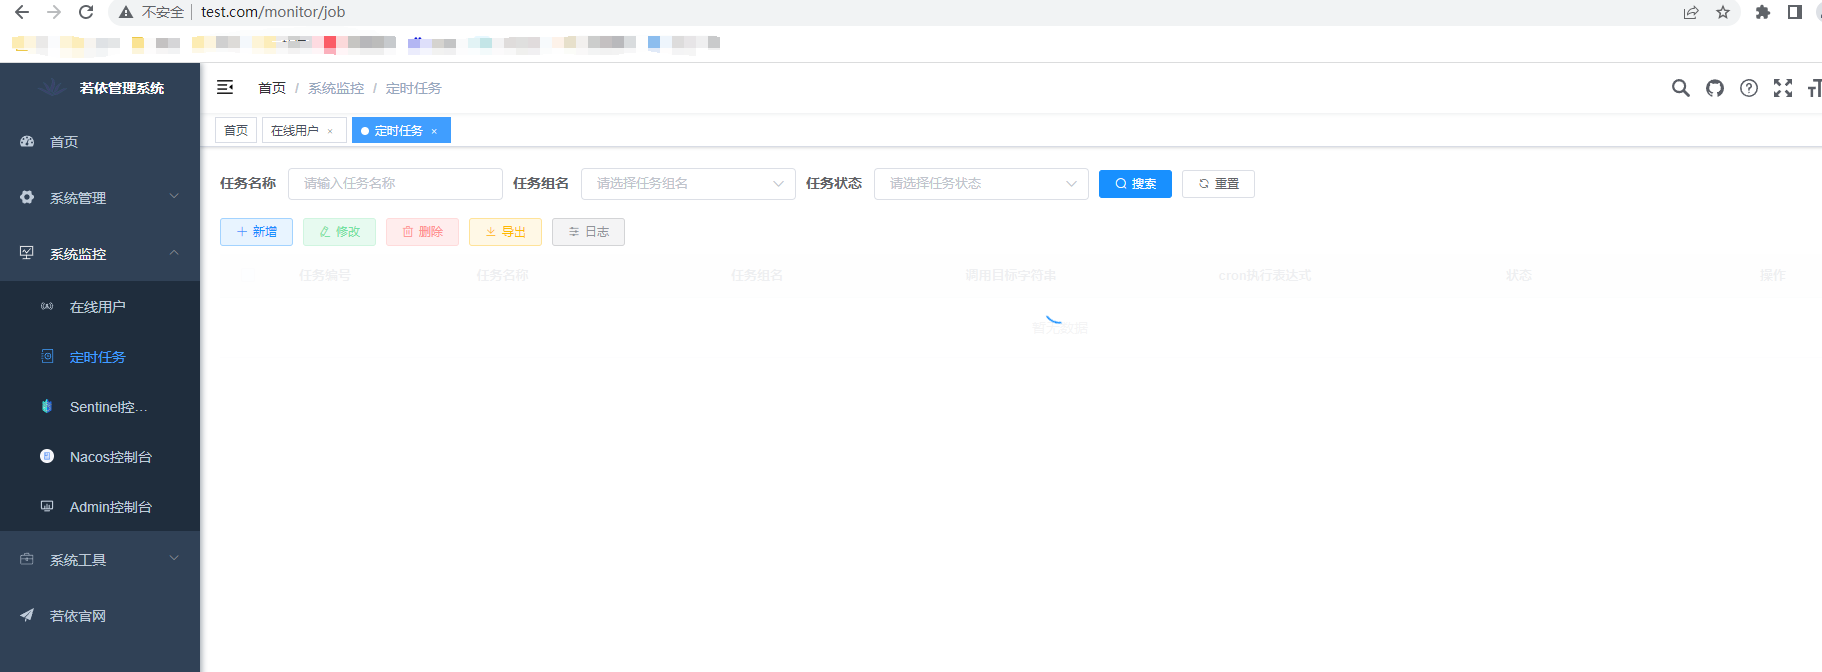 不安全 test.com/monitor/job
若依管理系统
首页 / 系统监控 / 定时任务
首页
在线用户 ×
定时任务 ×
首页
系统管理
系统监控
在线用户
定时任务
Sentinel控...
Nacos控制台
Admin控制台
系统工具
若依官网
任务名称 请输入任务名称 任务组名 请选择任务组名 任务状态 请选择任务状态 搜索 重置
新增 修改 删除 导出 日志
任务编号 任务名称 任务组名 调用目标字符串 cron执行表达式 状态 操作
暂无数据